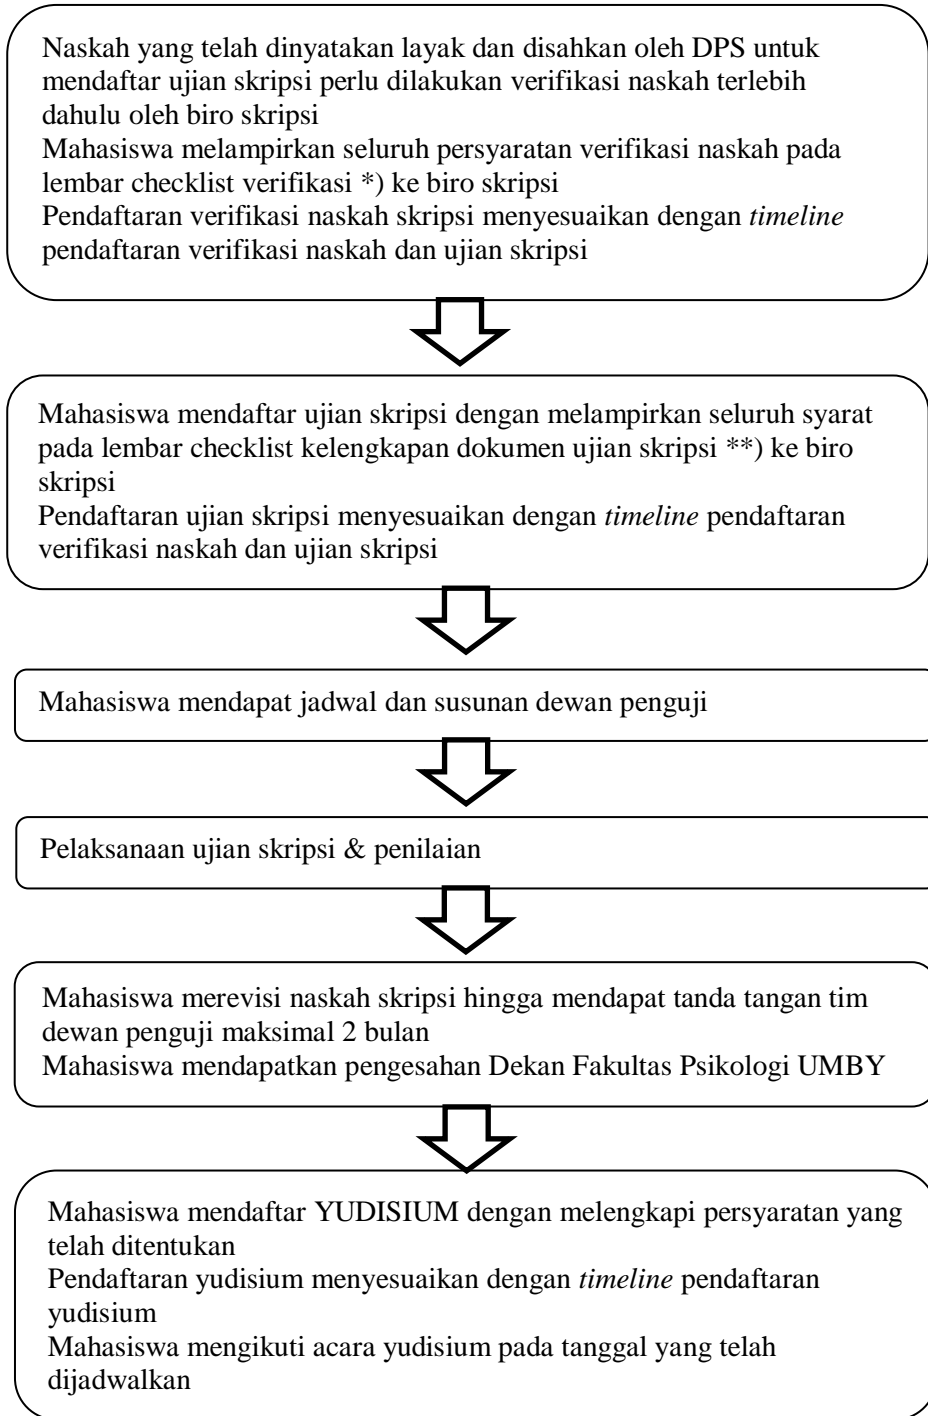 Naskah yang telah dinyatakan layak dan disahkan oleh DPS untuk
mendaftar ujian skripsi perlu dilakukan verifikasi naskah terlebih
dahulu oleh biro skripsi
Mahasiswa melampirkan seluruh persyaratan verifikasi naskah pada
lembar checklist verifikasi *) ke biro skripsi
Pendaftaran verifikasi naskah skripsi menyesuaikan dengan timeline
pendaftaran verifikasi naskah dan ujian skripsi
Mahasiswa mendaftar ujian skripsi dengan melampirkan seluruh syarat
pada lembar checklist kelengkapan dokumen ujian skripsi **) ke biro
skripsi
Pendaftaran ujian skripsi menyesuaikan dengan timeline pendaftaran
verifikasi naskah dan ujian skripsi
Mahasiswa mendapat jadwal dan susunan dewan penguji
Pelaksanaan ujian skripsi & penilaian
Mahasiswa merevisi naskah skripsi hingga mendapat tanda tangan tim
dewan penguji maksimal 2 bulan
Mahasiswa mendapatkan pengesahan Dekan Fakultas Psikologi UMBY
Mahasiswa mendaftar YUDISIUM dengan melengkapi persyaratan yang
telah ditentukan
Pendaftaran yudisium menyesuaikan dengan timeline pendaftaran
yudisium
Mahasiswa mengikuti acara yudisium pada tanggal yang telah
dijadwalkan